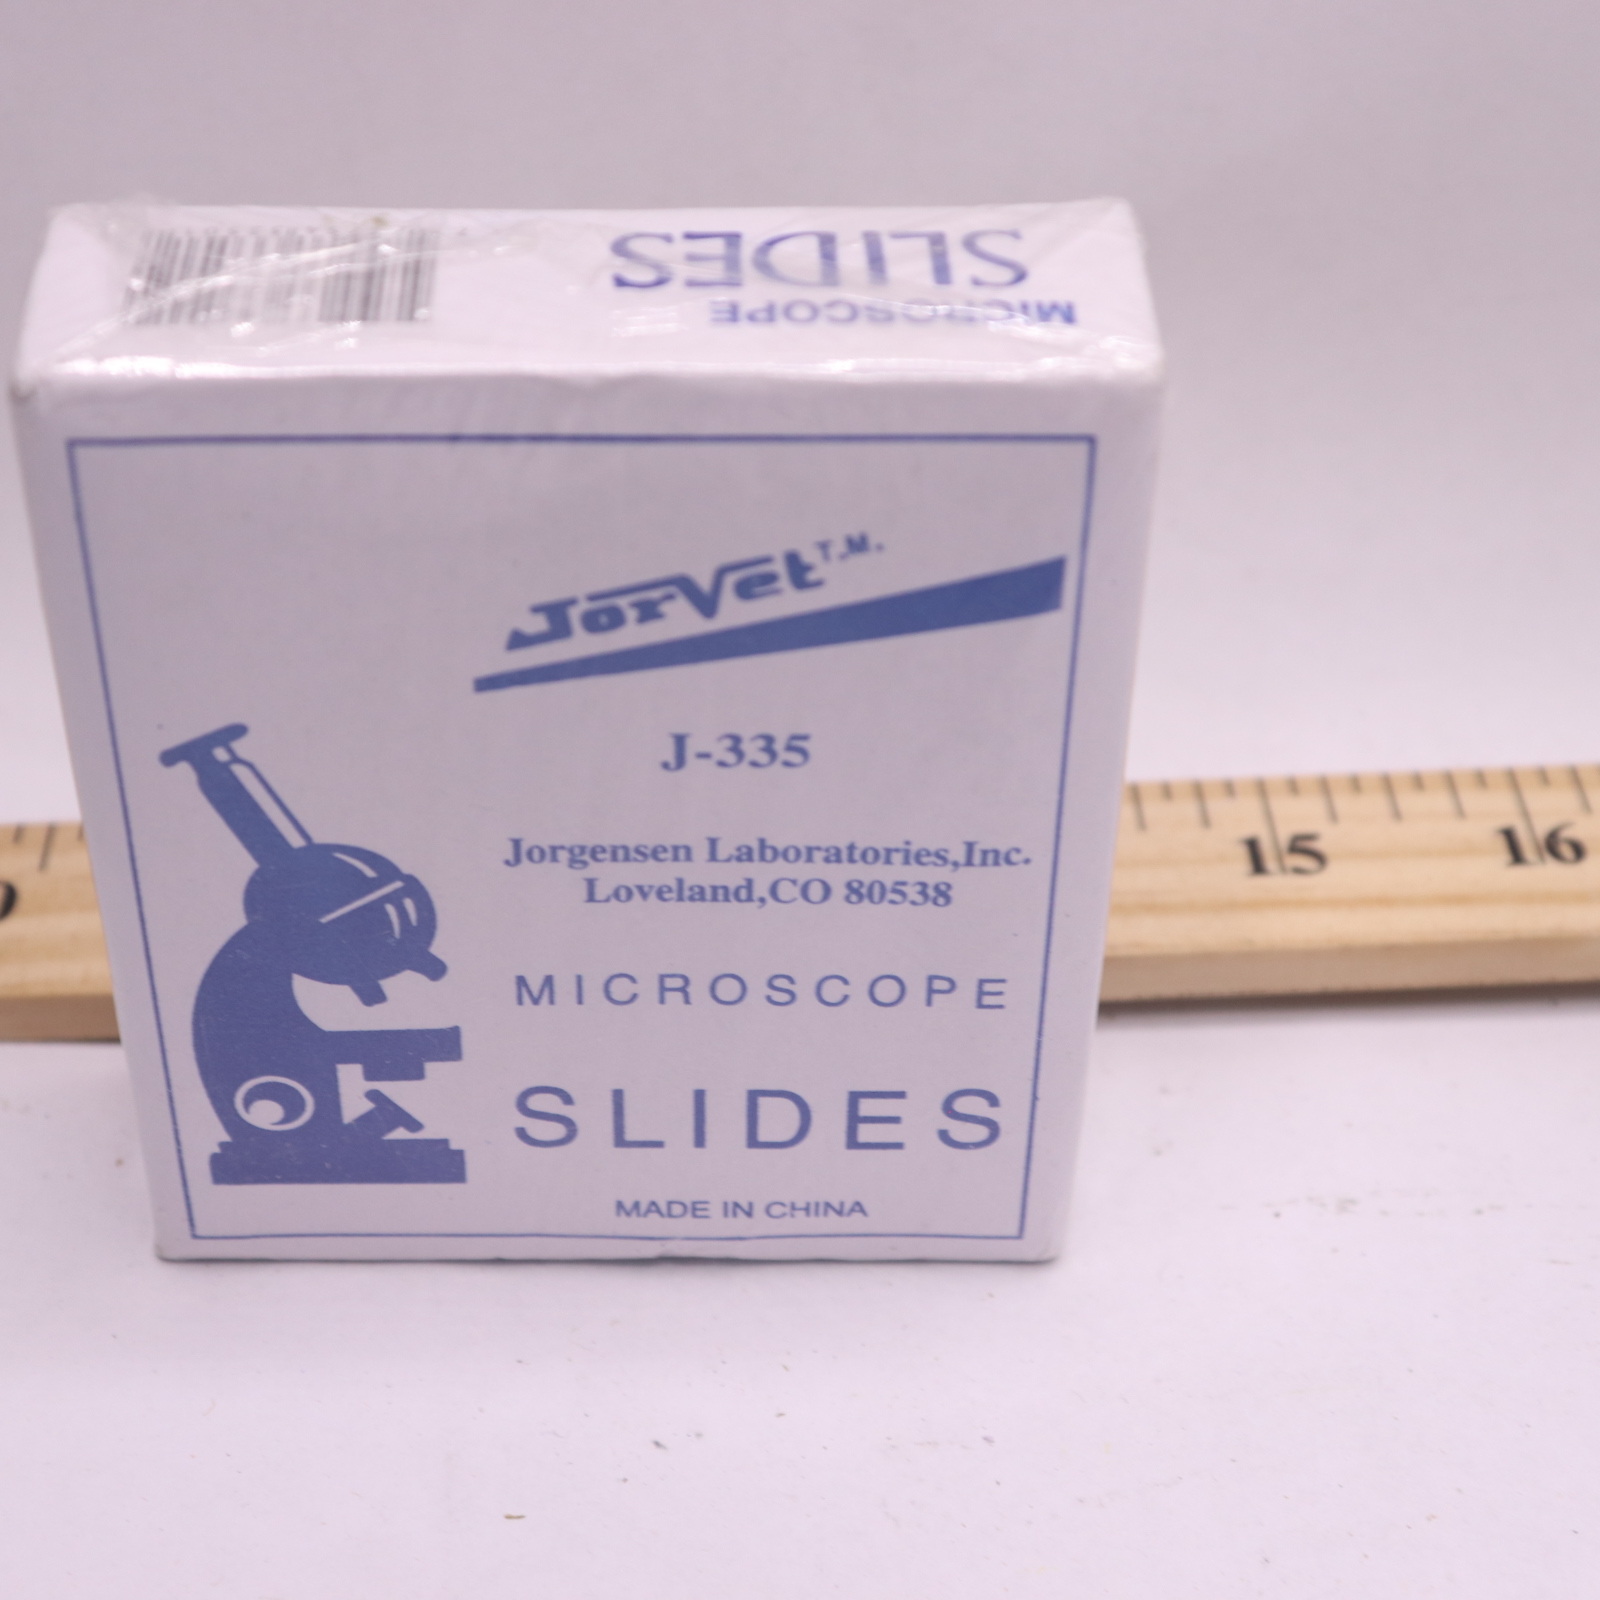 SLIDES
MICROSCOPE
JorVet T.M.
J-335
Jorgensen Laboratories,Inc.
Loveland,CO 80538
MICROSCOPE
SLIDES
MADE IN CHINA
15
16